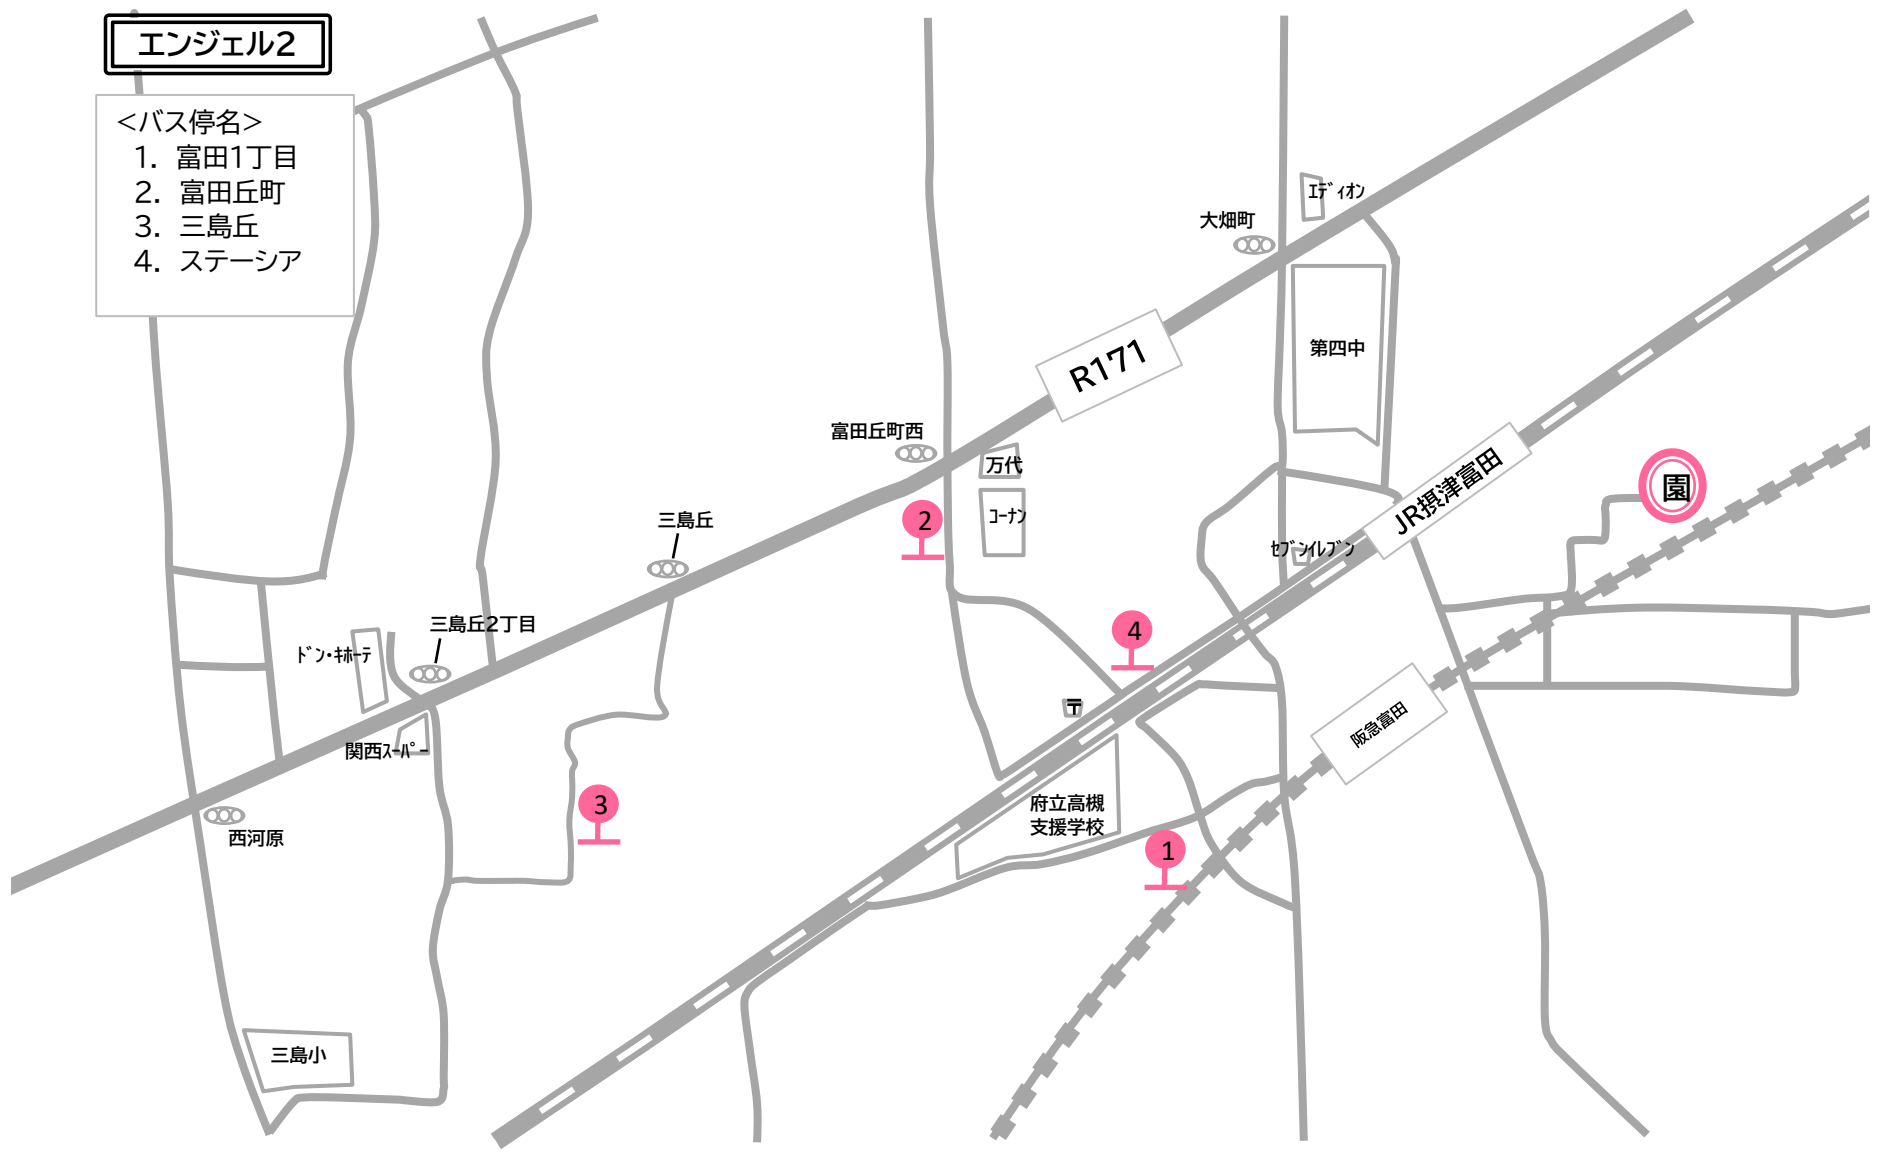 エンジェル2
<バス停名>
1. 富田1丁目
2. 富田丘町
3. 三島丘
4. ステーシア
エディオン
大畑町
第四中
R171
富田丘町西
万代
コーナン
2
三島丘
JR摂津富田
園
セブンイレブン
三島丘2丁目
ドン・キホーテ
4
〒
阪急富田
関西スーパー
3
府立高槻
支援学校
西河原
1
三島小